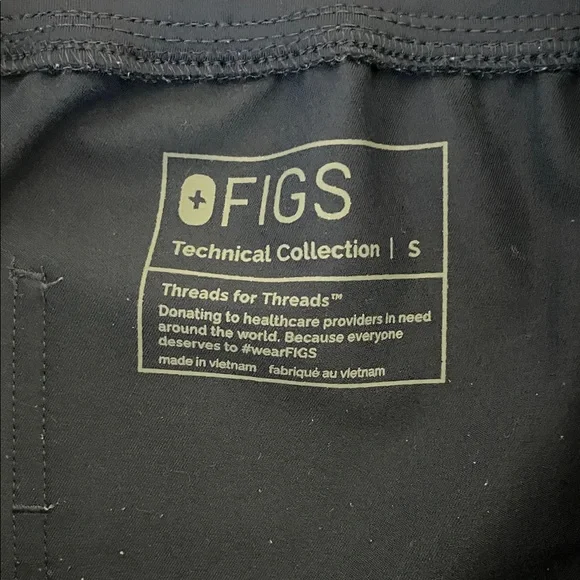 FIGS
Technical Collection | S
Threads for Threads™
Donating to healthcare providers in need
around the world. Because everyone
deserves to #wearFIGS
made in vietnam fabriqué au vietnam